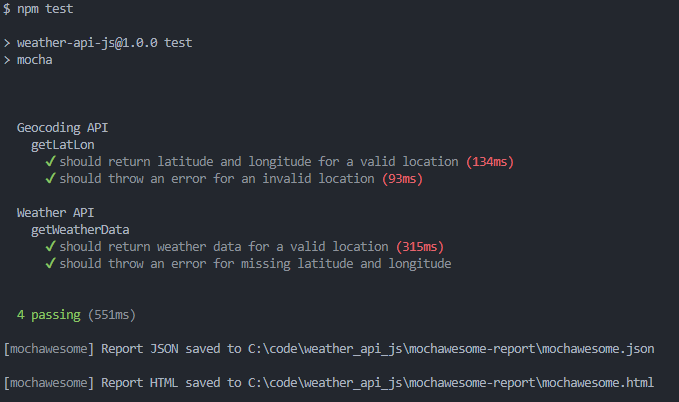 $ npm test
> weather-api-js@1.0.0 test
> mocha
Geocoding API
getLatLon
✓ should return latitude and longitude for a valid location (134ms)
✓ should throw an error for an invalid location (93ms)
Weather API
getWeatherData
✓ should return weather data for a valid location (315ms)
✓ should throw an error for missing latitude and longitude
4 passing (551ms)
[mochawesome] Report JSON saved to C:\code\weather_api_js\mochawesome-report\mochawesome.json
[mochawesome] Report HTML saved to C:\code\weather_api_js\mochawesome-report\mochawesome.html